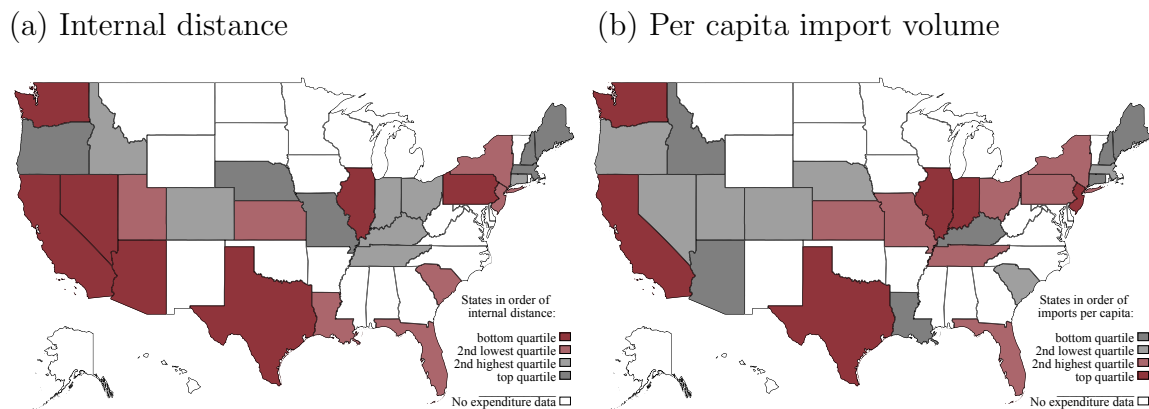 (a) Internal distance
States in order of
internal distance:
bottom quartile
2nd lowest quartile
2nd highest quartile
top quartile
No expenditure data
(b) Per capita import volume
States in order of
imports per capita:
bottom quartile
2nd lowest quartile
2nd highest quartile
top quartile
No expenditure data